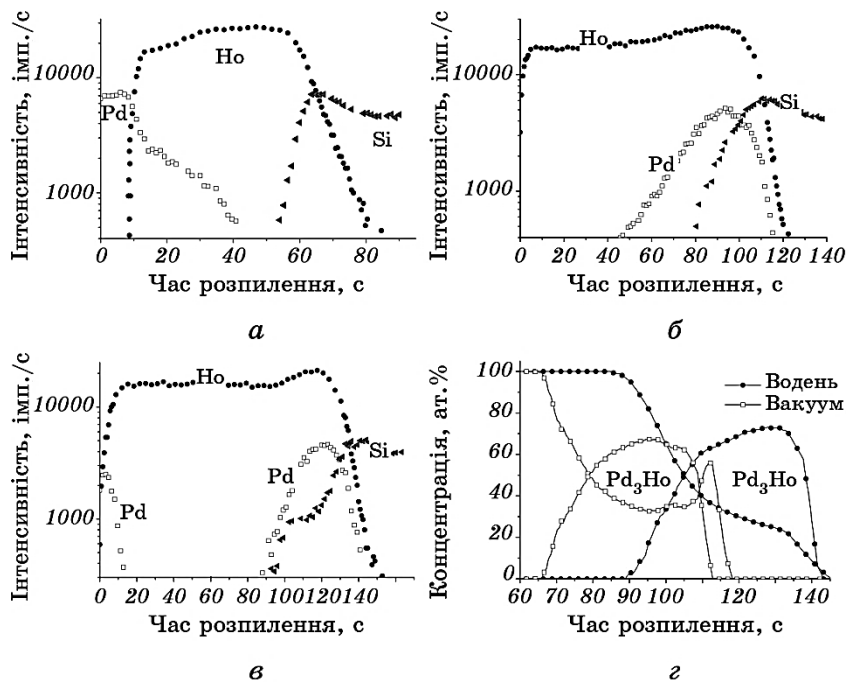 Інтенсивність, імп./с
10000
1000
Pd
Ho
Si
0 20 40 60 80
Час розпилення, с
а
Інтенсивність, імп./с
10000
1000
Ho
Pd
Si
0 20 40 60 80 100 120 140
Час розпилення, с
б
Інтенсивність, імп./с
10000
1000
Ho
Pd
Pd
Si
0 20 40 60 80 100 120 140
Час розпилення, с
в
Концентрація, ат.%
100
80
60
40
20
0
Водень
Вакуум
Pd3Ho
Pd3Ho
60 70 80 90 100 120 140
Час розпилення, с
г